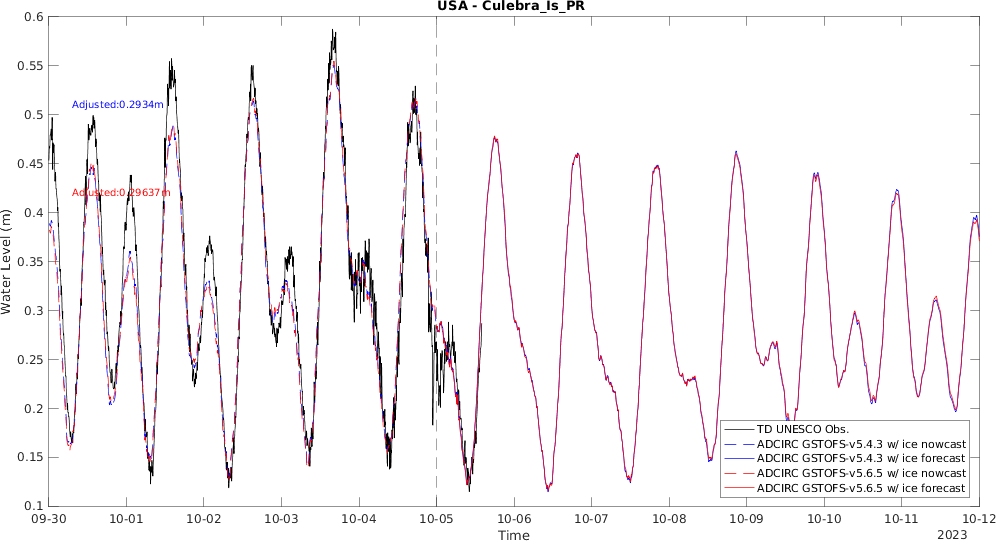 USA - Culebra_Is_PR
0.6
0.55
0.5
0.45
0.4
0.35
0.3
0.25
0.2
0.15
0.1
Water Level (m)
Adjusted:0.2934m
Adjusted:0.29637m
TD UNESCO Obs.
ADCIRC GSTOFS-v5.4.3 w/ ice nowcast
ADCIRC GSTOFS-v5.4.3 w/ ice forecast
ADCIRC GSTOFS-v5.6.5 w/ ice nowcast
ADCIRC GSTOFS-v5.6.5 w/ ice forecast
09-30 10-01 10-02 10-03 10-04 10-05 10-06 10-07 10-08 10-09 10-10 10-11 10-12
Time
2023